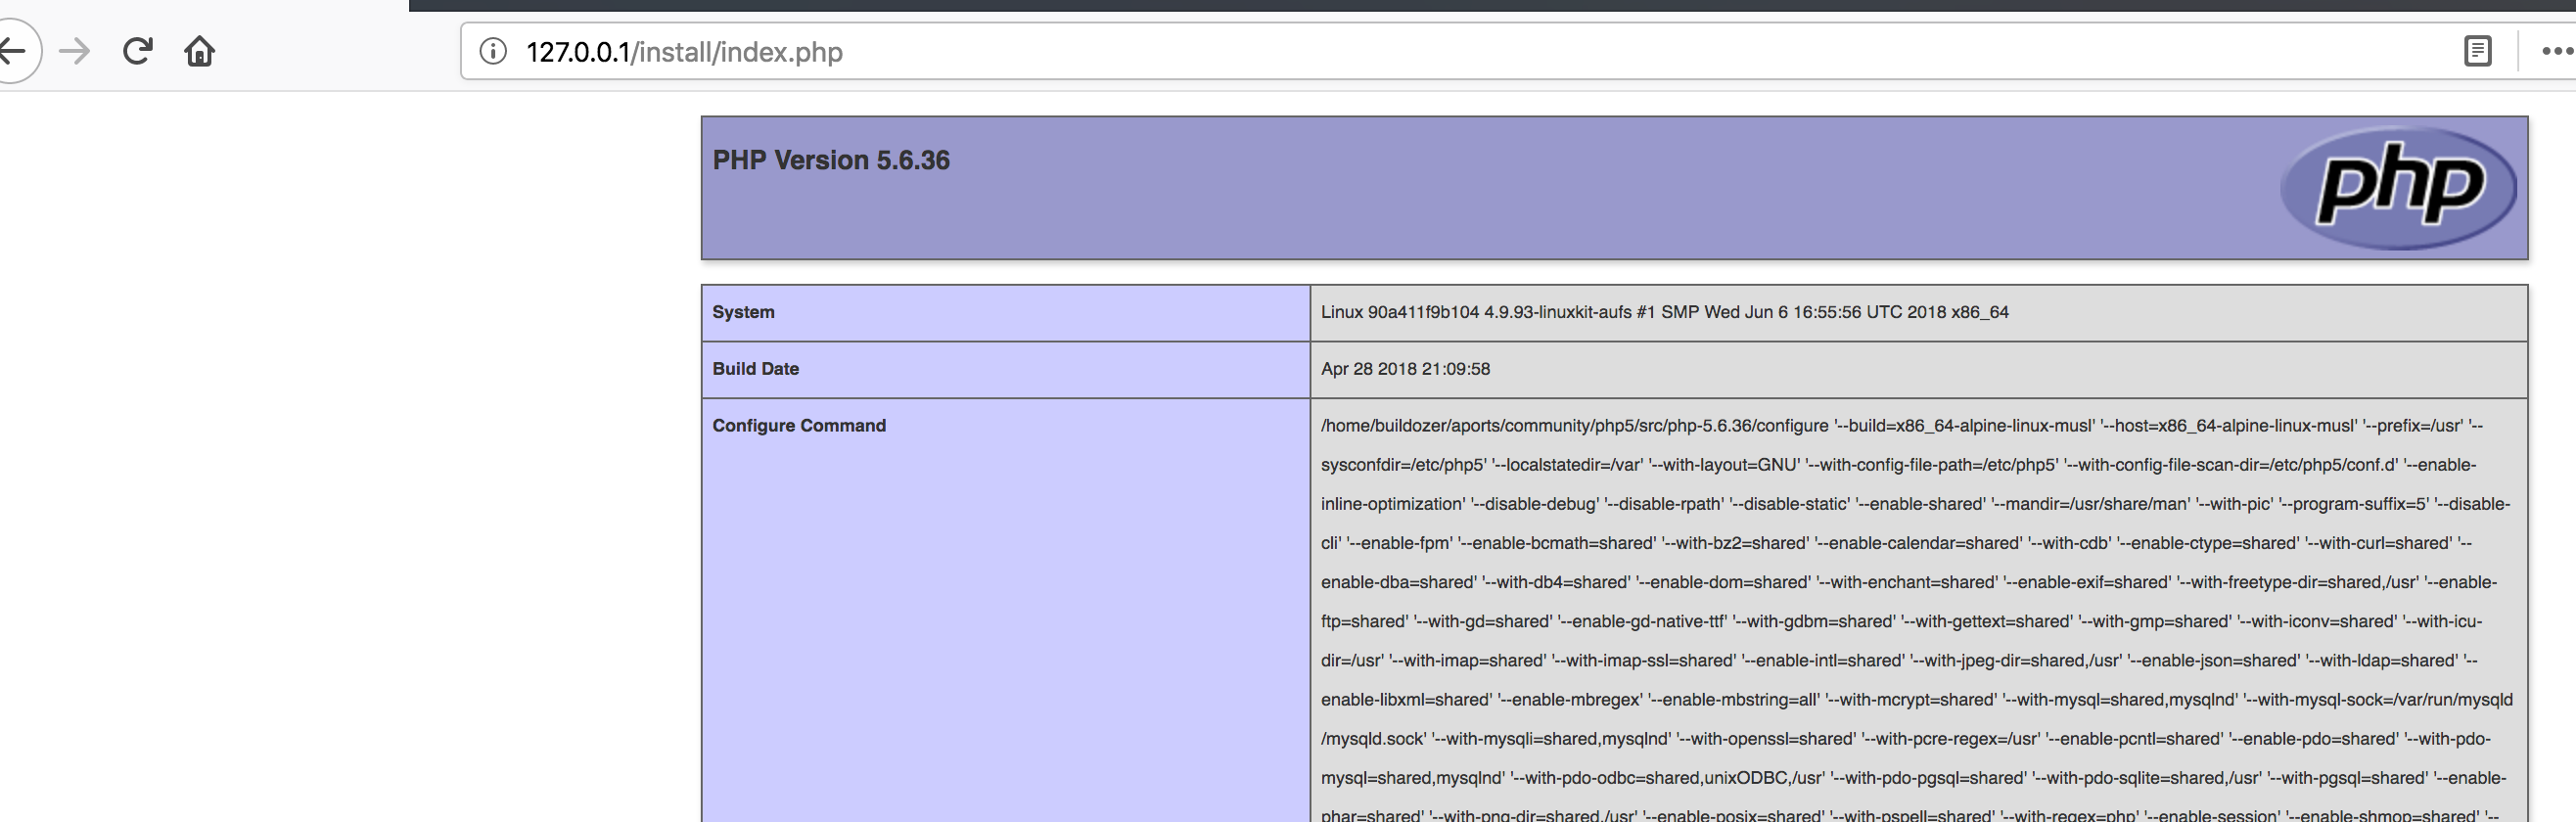 127.0.0.1/install/index.php
PHP Version 5.6.36
php
System
Linux 90a411f9b104 4.9.93-linuxkit-aufs #1 SMP Wed Jun 6 16:55:56 UTC 2018 x86_64
Build Date
Apr 28 2018 21:09:58
Configure Command
/home/buildozer/aports/community/php5/src/php-5.6.36/configure '--build=x86_64-alpine-linux-musl' '--host=x86_64-alpine-linux-musl' '--prefix=/usr' '--
sysconfdir=/etc/php5' '--localstatedir=/var' '--with-layout=GNU' '--with-config-file-path=/etc/php5' '--with-config-file-scan-dir=/etc/php5/conf.d' '--enable-
inline-optimization' '--disable-debug' '--disable-rpath' '--disable-static' '--enable-shared' '--mandir=/usr/share/man' '--with-pic' '--program-suffix=5' '--disable-
cli' '--enable-fpm' '--enable-bcmath=shared' '--with-bz2=shared' '--enable-calendar=shared' '--with-cdb' '--enable-ctype=shared' '--with-curl=shared' '--
enable-dba=shared' '--with-db4=shared' '--enable-dom=shared' '--with-enchant=shared' '--enable-exif=shared' '--with-freetype-dir=shared,/usr' '--enable-
ftp=shared' '--with-gd=shared' '--enable-gd-native-ttf' '--with-gdbm=shared' '--with-gettext=shared' '--with-gmp=shared' '--with-iconv=shared' '--with-icu-
dir=/usr' '--with-imap=shared' '--with-imap-ssl=shared' '--enable-intl=shared' '--with-jpeg-dir=shared,/usr' '--enable-json=shared' '--with-ldap=shared' '--
enable-libxml=shared' '--enable-mbregex' '--enable-mbstring=all' '--with-mcrypt=shared' '--with-mysql=shared,mysqlnd' '--with-mysql-sock=/var/run/mysqld
/mysqld.sock' '--with-mysqli=shared,mysqlnd' '--with-openssl=shared' '--with-pcre-regex=/usr' '--enable-pcntl=shared' '--enable-pdo=shared' '--with-pdo-
mysql=shared,mysqlnd' '--with-pdo-odbc=shared,unixODBC,/usr' '--with-pdo-pgsql=shared' '--with-pdo-sqlite=shared,/usr' '--with-pgsql=shared' '--enable-
phar=shared' '--with-png-dir=shared,/usr' '--enable-posix=shared' '--with-pspell=shared' '--with-regex=php' '--enable-session' '--enable-shmop=shared' '--